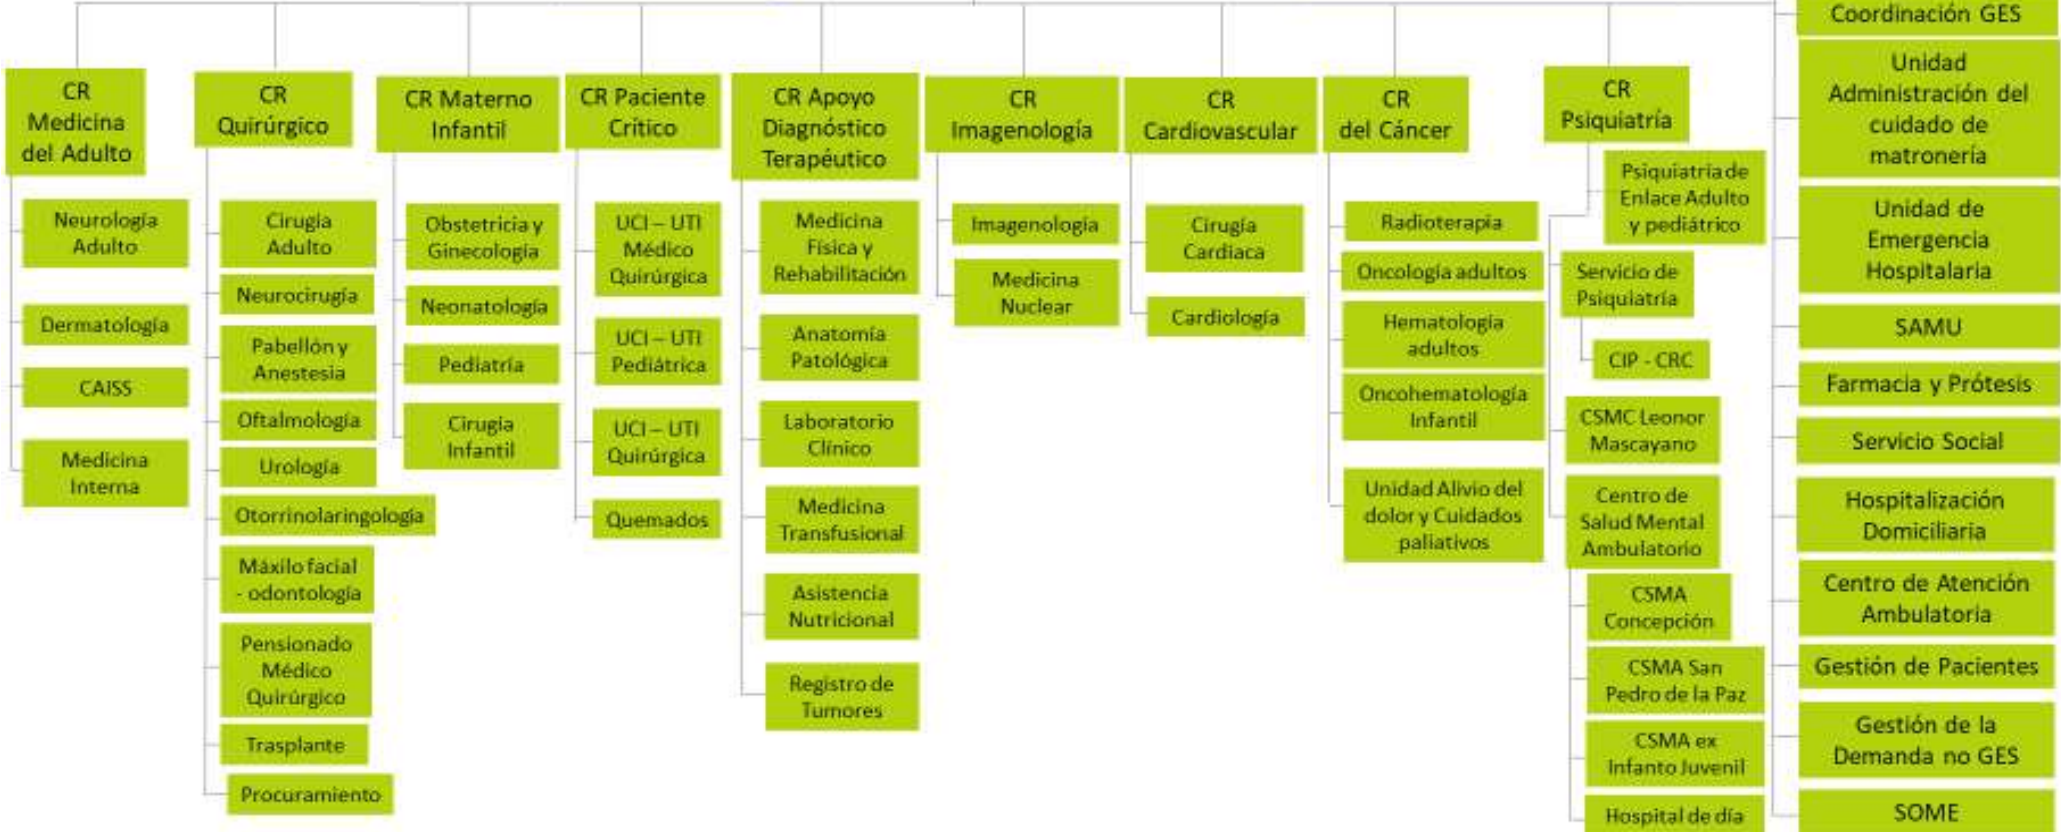 CR
Medicina
del Adulto
Neurología
Adulto
Dermatología
CAISS
Medicina
Interna
CR
Quirúrgico
Cirugía
Adulto
Neurocirugía
Pabellón y
Anestesia
Oftalmología
Urología
Otorrinolaringología
Máxilo facial
- odontología
Pensionado
Médico
Quirúrgico
Trasplante
Procuramiento
CR Materno
Infantil
Obstetricia y
Ginecología
Neonatología
Pediatría
Cirugía
Infantil
CR Paciente
Crítico
UCI – UTI
Médico
Quirúrgica
UCI – UTI
Pediátrica
UCI – UTI
Quirúrgica
Quemados
CR Apoyo
Diagnóstico
Terapéutico
Medicina
Física y
Rehabilitación
Anatomía
Patológica
Laboratorio
Clínico
Medicina
Transfusional
Asistencia
Nutricional
Registro de
Tumores
CR
Imagenología
Imagenología
Medicina
Nuclear
CR
Cardiovascular
Cirugía
Cardiaca
Cardiología
CR
del Cáncer
Radioterapia
Oncología adultos
Hematología
adultos
Oncohematología
Infantil
Unidad Alivio del
dolor y Cuidados
paliativos
CR
Psiquiatría
Psiquiatría de
Enlace Adulto
y pediátrico
Servicio de
Psiquiatría
CIP - CRC
CSMC Leonor
Mascayano
Centro de
Salud Mental
Ambulatorio
CSMA
Concepción
CSMA San
Pedro de la Paz
CSMA ex
Infanto Juvenil
Hospital de día
Coordinación GES
Unidad
Administración del
cuidado de
matronería
Unidad de
Emergencia
Hospitalaria
SAMU
Farmacia y Prótesis
Servicio Social
Hospitalización
Domiciliaria
Centro de Atención
Ambulatoria
Gestión de Pacientes
Gestión de la
Demanda no GES
SOME